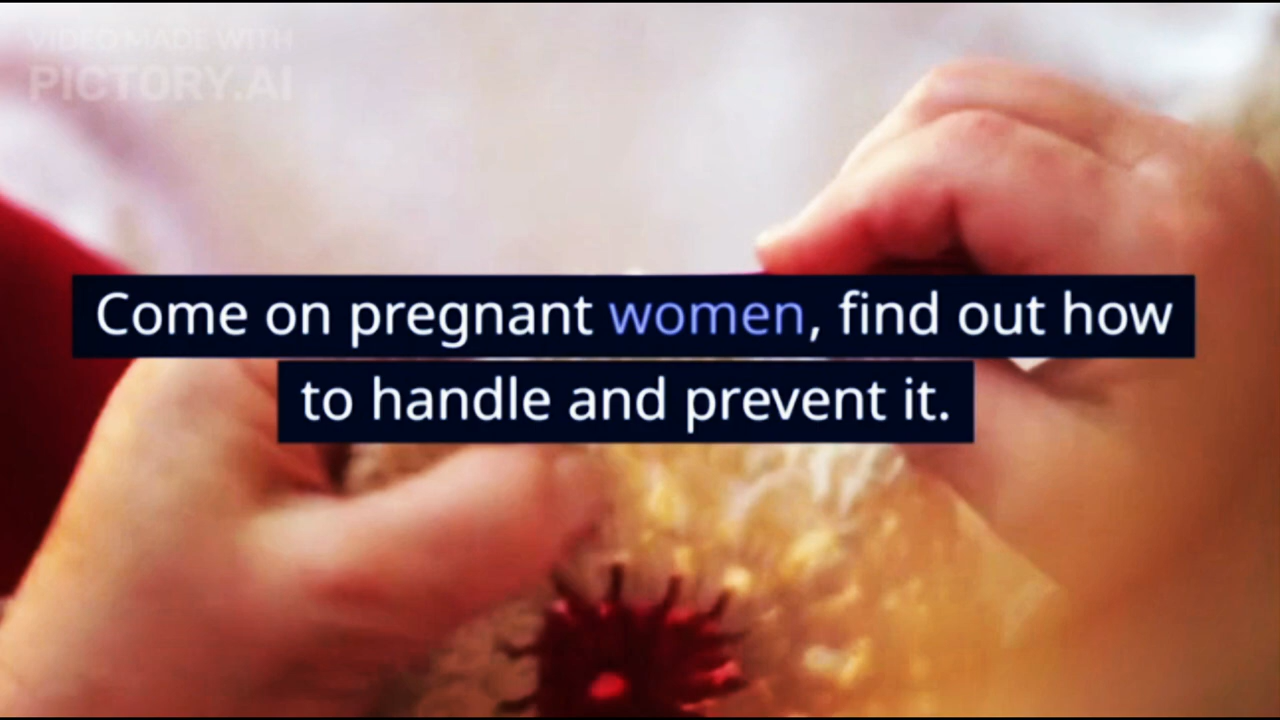 VIDEO MADE WITH
PICTORY.AI
Come on pregnant women, find out how
to handle and prevent it.